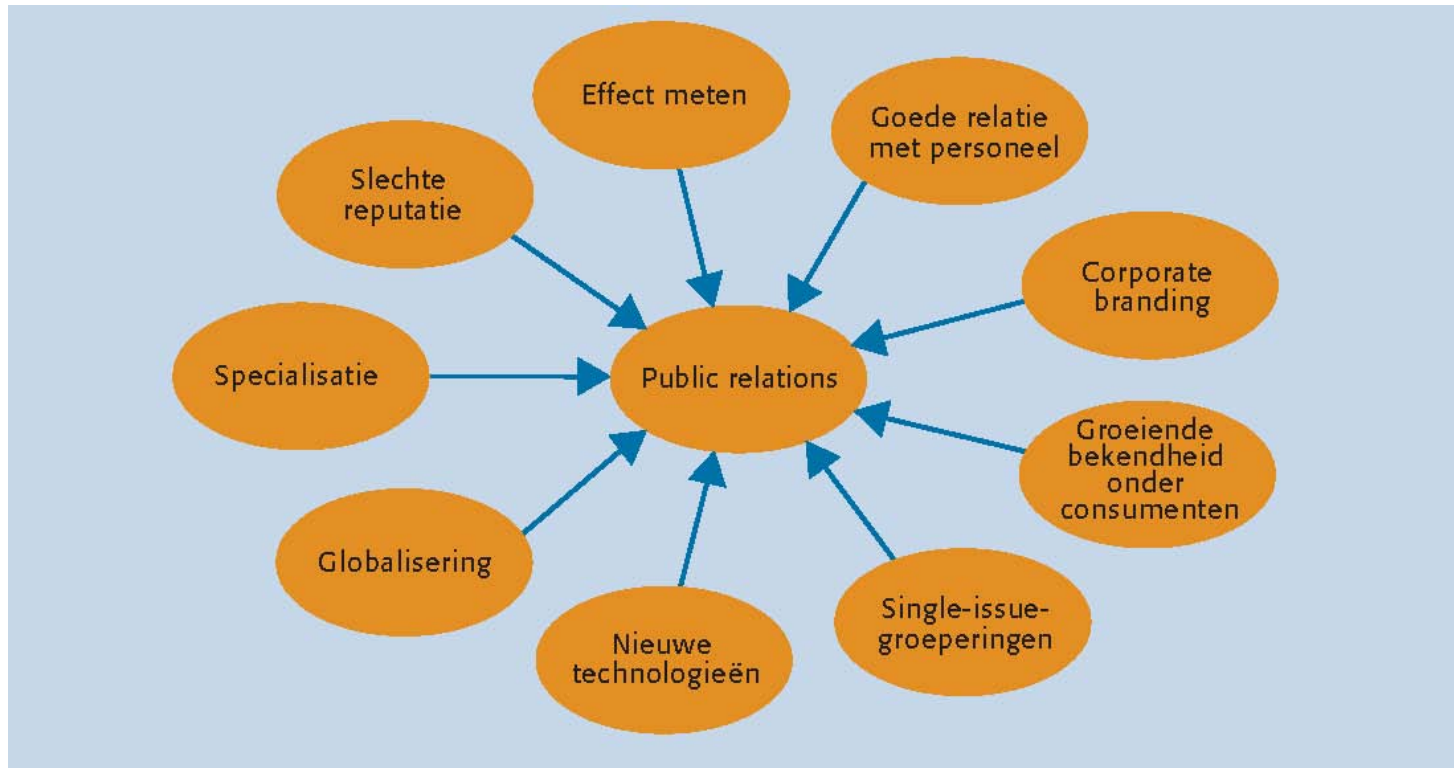 Effect meten
Goede relatie
met personeel
Slechte
reputatie
Corporate
branding
Specialisatie
Public relations
Groeiende
bekendheid
onder
consumenten
Globalisering
Single-issue-
groeperingen
Nieuwe
technologieën